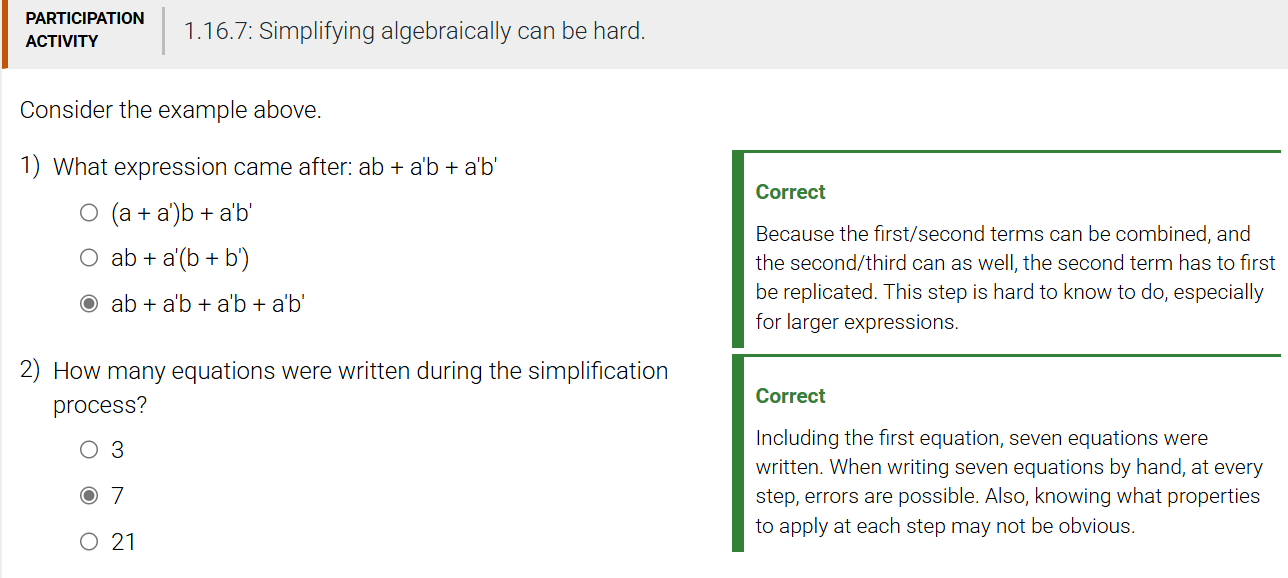 PARTICIPATION
ACTIVITY
1.16.7: Simplifying algebraically can be hard.
Consider the example above.
1) What expression came after: ab + a'b + a'b'
(a + a')b + a'b'
ab + a'(b + b')
ab + a'b + a'b + a'b'
Correct
Because the first/second terms can be combined, and
the second/third can as well, the second term has to first
be replicated. This step is hard to know to do, especially
for larger expressions.
2) How many equations were written during the simplification
process?
3
7
21
Correct
Including the first equation, seven equations were
written. When writing seven equations by hand, at every
step, errors are possible. Also, knowing what properties
to apply at each step may not be obvious.